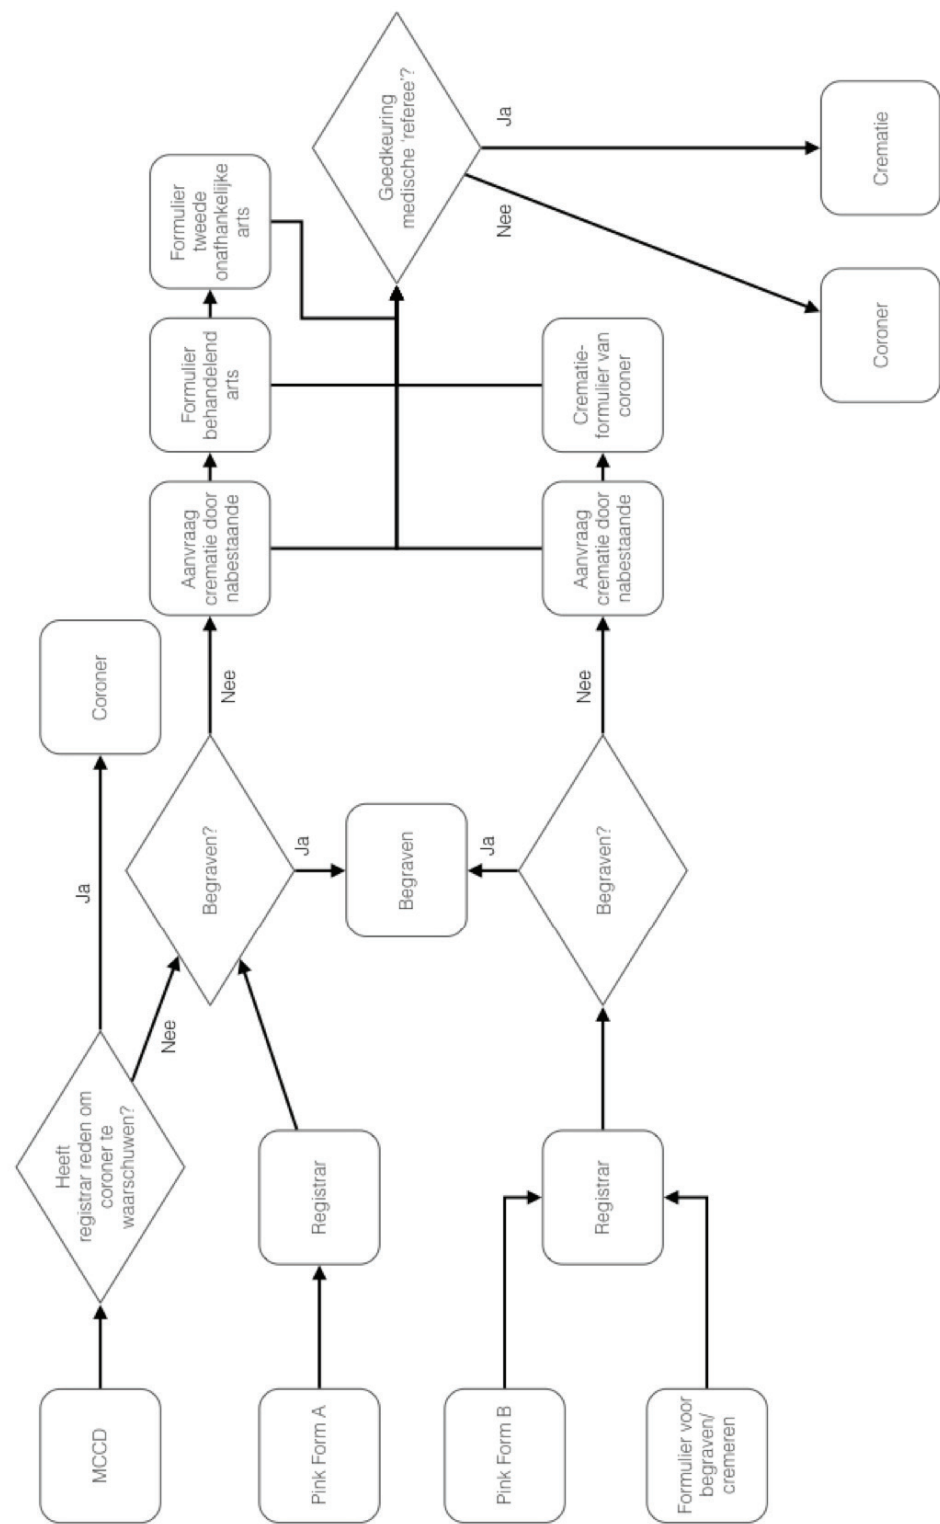 MCCD
Heeft
registrar reden om
coroner te
waarschuwen?
Ja
Coroner
Nee
Pink Form A
Registrar
Begraven?
Nee
Ja
Aanvraag
crematie door
nabestaande
Formulier
behandelend
arts
Formulier
tweede
onafhankelijke
arts
Begraven
Goedkeuring
medische ‘referee’?
Ja
Nee
Pink Form B
Registrar
Formulier voor
begraven/
cremeren
Begraven?
Ja
Nee
Aanvraag
crematie door
nabestaande
Crematie-
formulier van
coroner
Coroner
Crematie